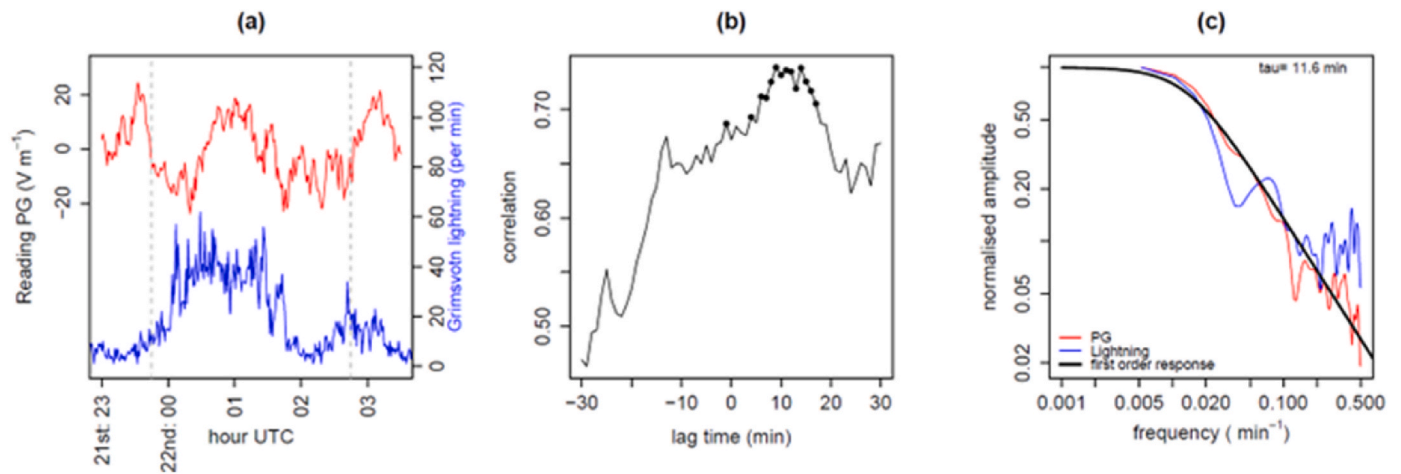 (a)
20
0
−20
Reading PG (V m−1)
120
100
80
60
40
20
0
Grimsvotn lightning (per min)
21st: 23
22nd: 00
01
02
03
hour UTC
(b)
0.70
0.60
0.50
correlation
−30
−10
0
10
20
30
lag time (min)
(c)
tau= 11.6 min
0.50
0.20
0.05
0.02
normalised amplitude
PG
Lightning
first order response
0.001
0.005
0.020
0.100
0.500
frequency ( min−1)